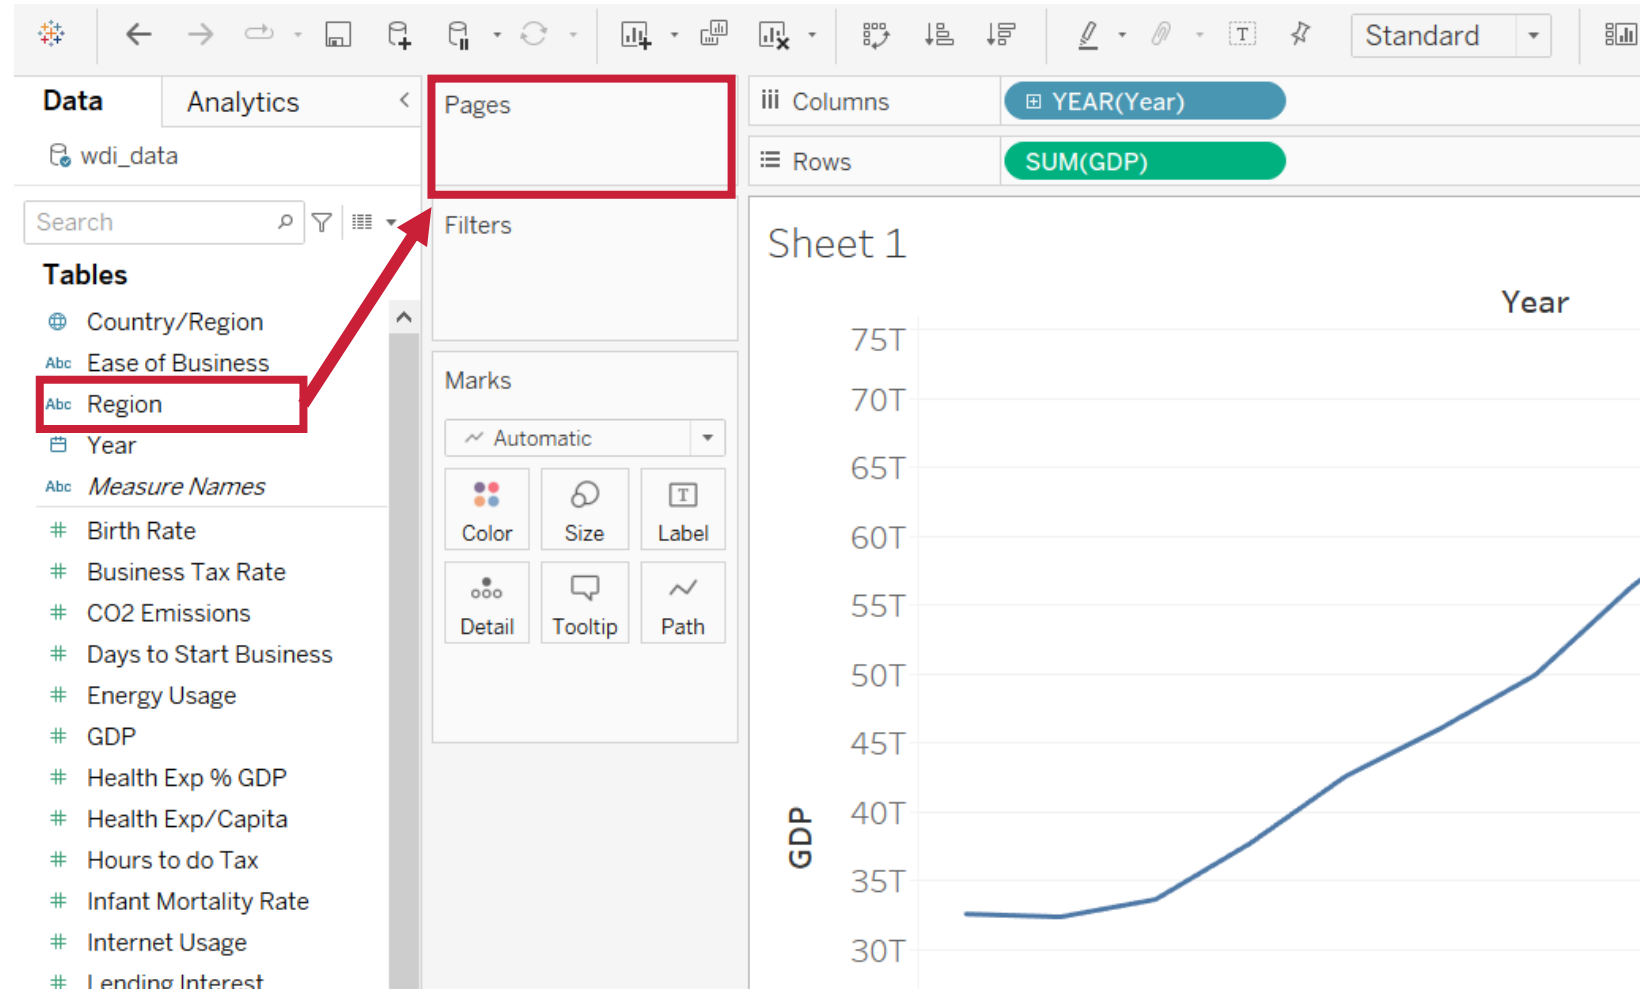 Standard
Data
Analytics
wdi_data
Search
Tables
Country/Region
Abc Ease of Business
Abc Region
Year
Abc Measure Names
# Birth Rate
# Business Tax Rate
# CO2 Emissions
# Days to Start Business
# Energy Usage
# GDP
# Health Exp % GDP
# Health Exp/Capita
# Hours to do Tax
# Infant Mortality Rate
# Internet Usage
# Lending Interest
Pages
Filters
Marks
Automatic
Color
Size
T
Label
Detail
Tooltip
Path
Columns
YEAR(Year)
Rows
SUM(GDP)
Sheet 1
Year
75T
70T
65T
60T
55T
50T
45T
40T
35T
30T
GDP